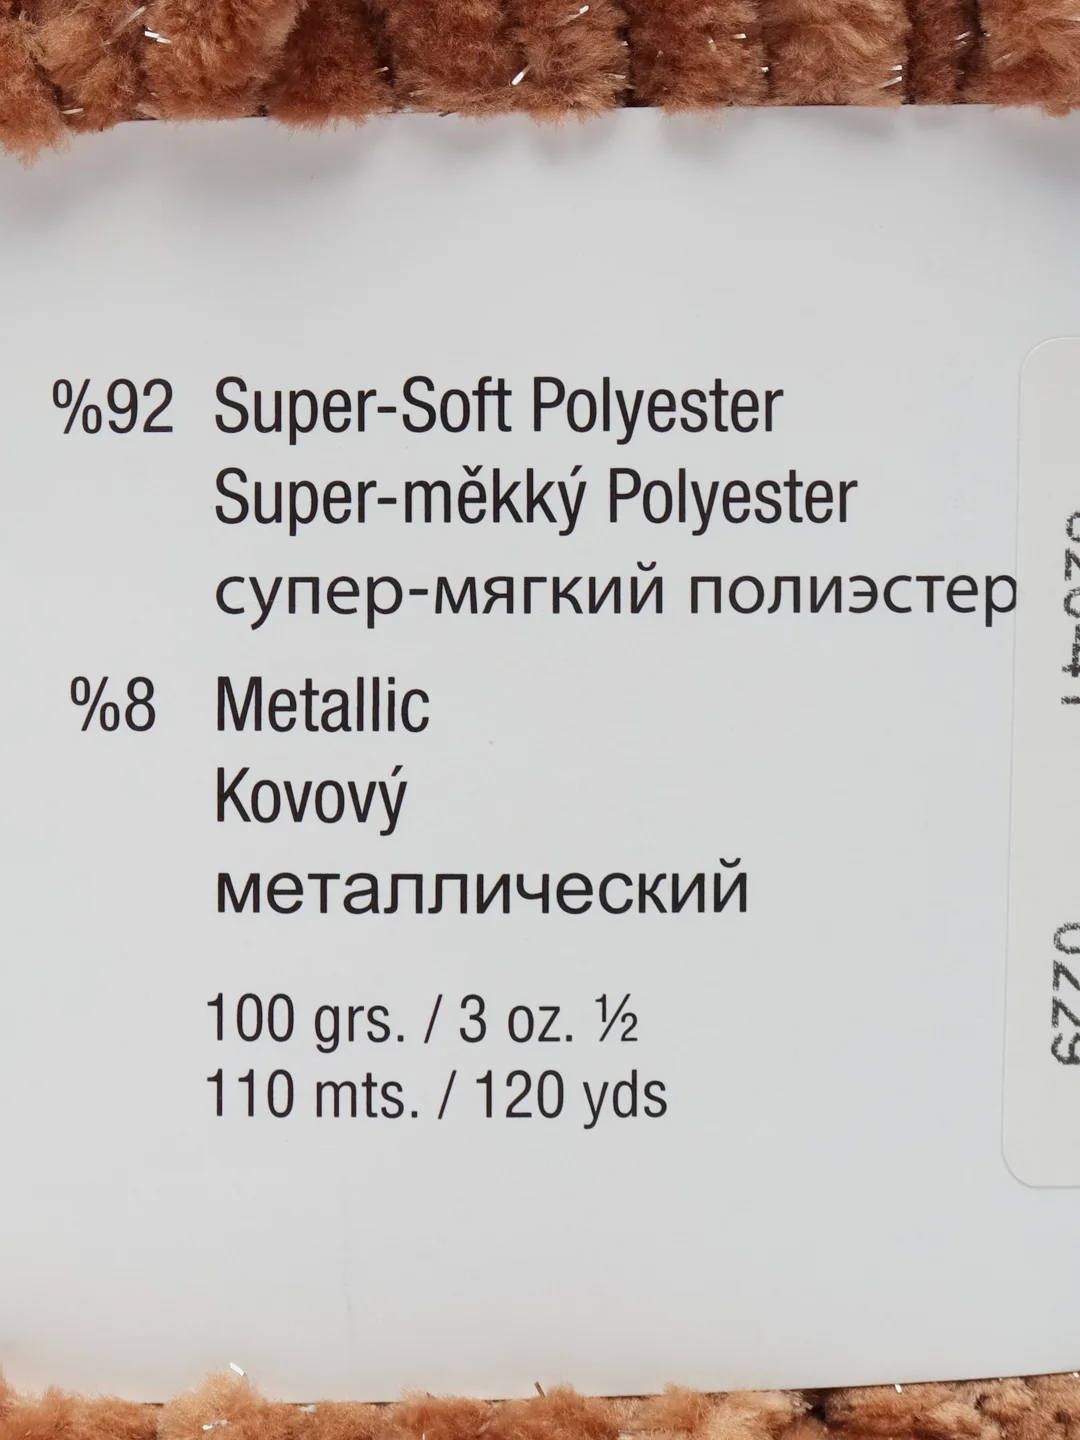 %92 Super-Soft Polyester
Super-měkký Polyester
супер-мягкий полиэстер
%8 Metallic
Kovový
металлический
100 grs. / 3 oz. ½
110 mts. / 120 yds
0229